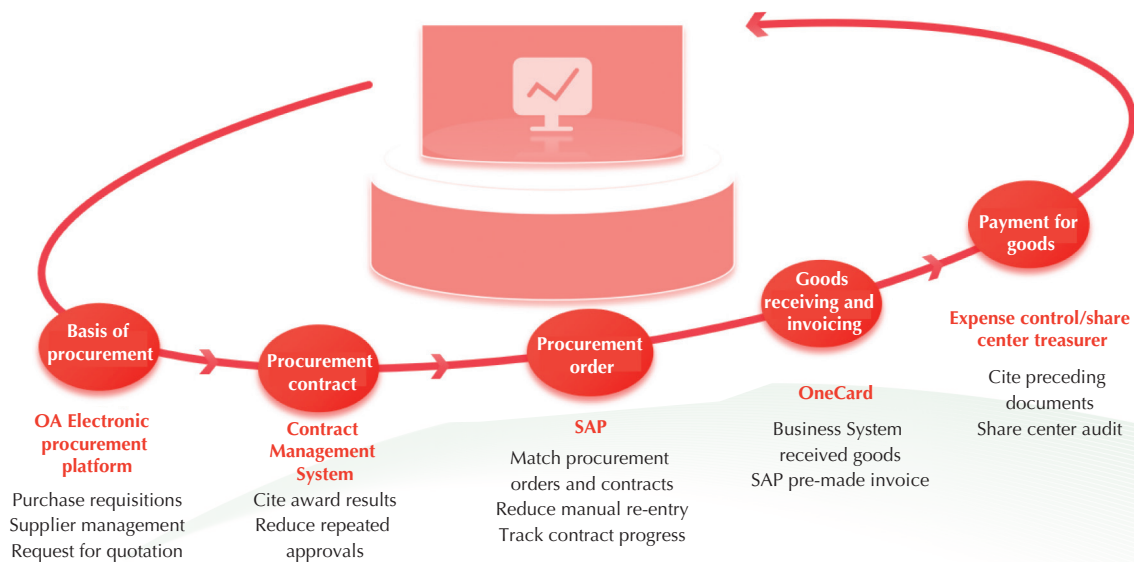 Basis of
procurement
OA Electronic
procurement
platform
Purchase requisitions
Supplier management
Request for quotation
Procurement
contract
Contract
Management
System
Cite award results
Reduce repeated
approvals
Procurement
order
SAP
Match procurement
orders and contracts
Reduce manual re-entry
Track contract progress
Goods
receiving and
invoicing
OneCard
Business System
received goods
SAP pre-made invoice
Payment for
goods
Expense control/share
center treasurer
Cite preceding
documents
Share center audit